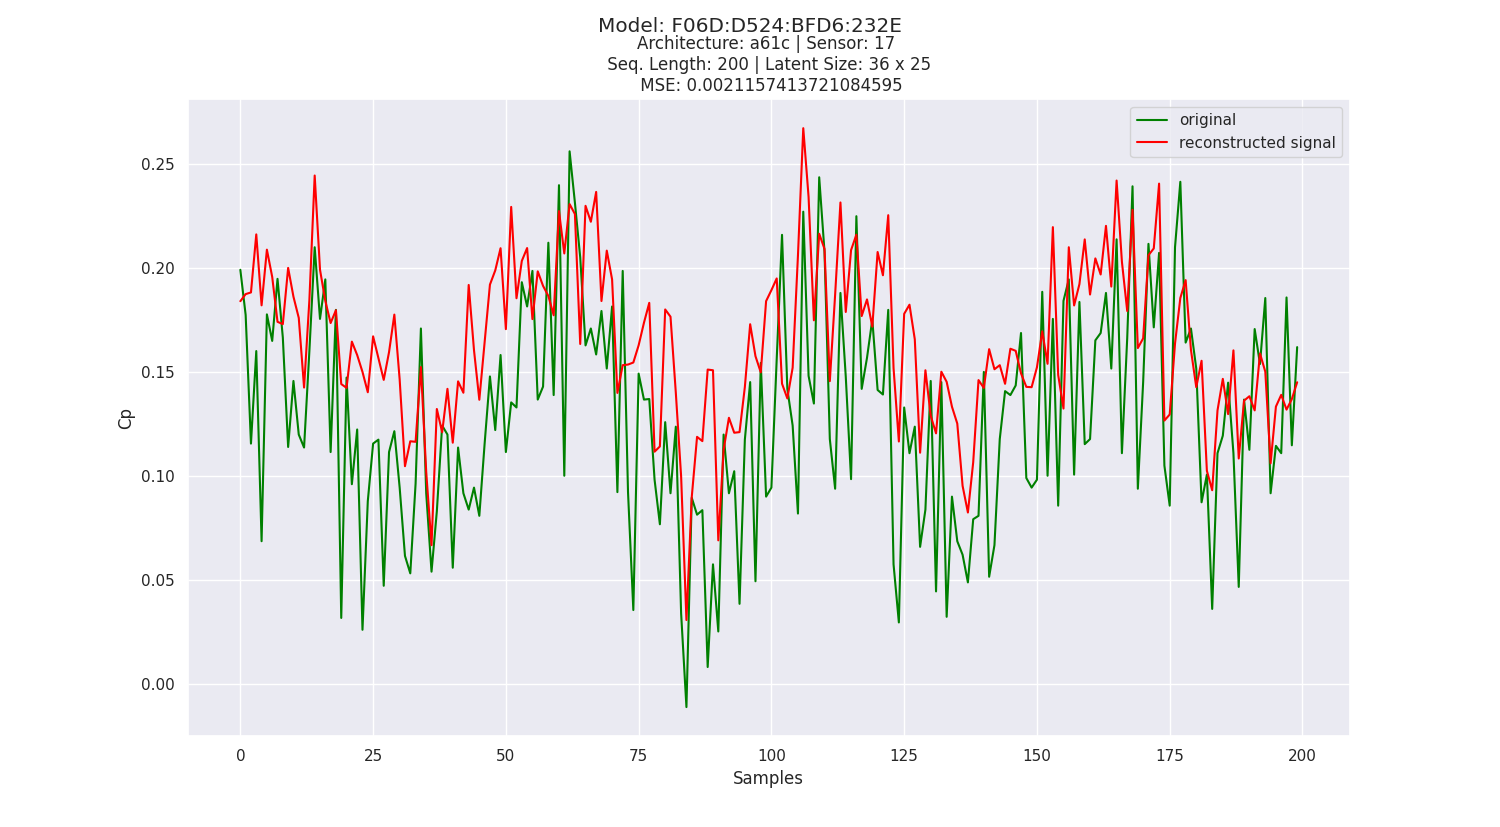 Model: F06D:D524:BFD6:232E
Architecture: a61c | Sensor: 17
Seq. Length: 200 | Latent Size: 36 x 25
MSE: 0.0021157413721084595
original
reconstructed signal
0.25
0.20
0.15
0.10
0.05
0.00
Cp
0 25 50 75 100 125 150 175 200
Samples